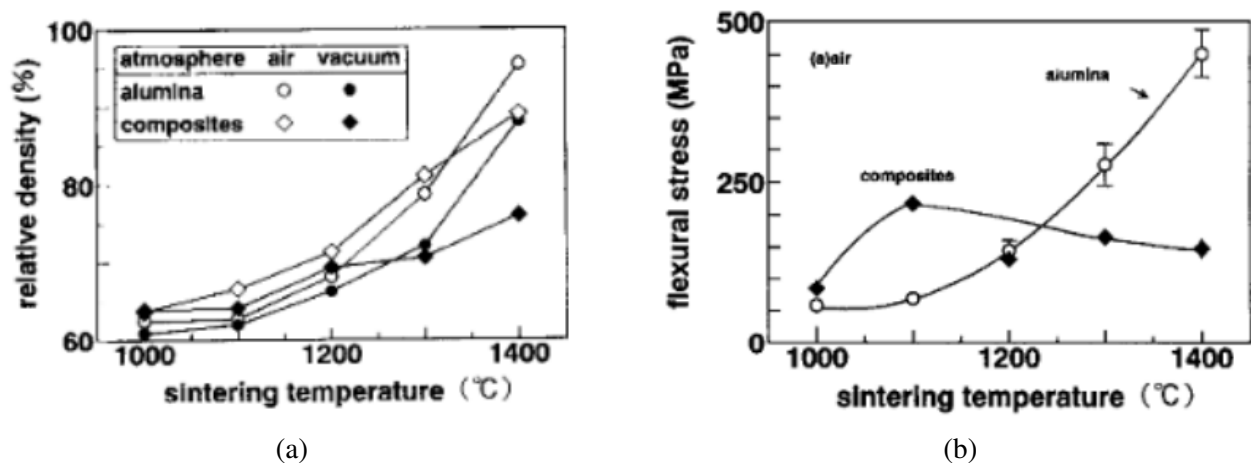 100
80
60
relative density (%)
atmosphere air vacuum
alumina
composites
1000 1200 1400
sintering temperature (℃)
(a)
500
250
0
flexural stress (MPa)
(a)air
alumina
composites
1000 1200 1400
sintering temperature (℃)
(b)